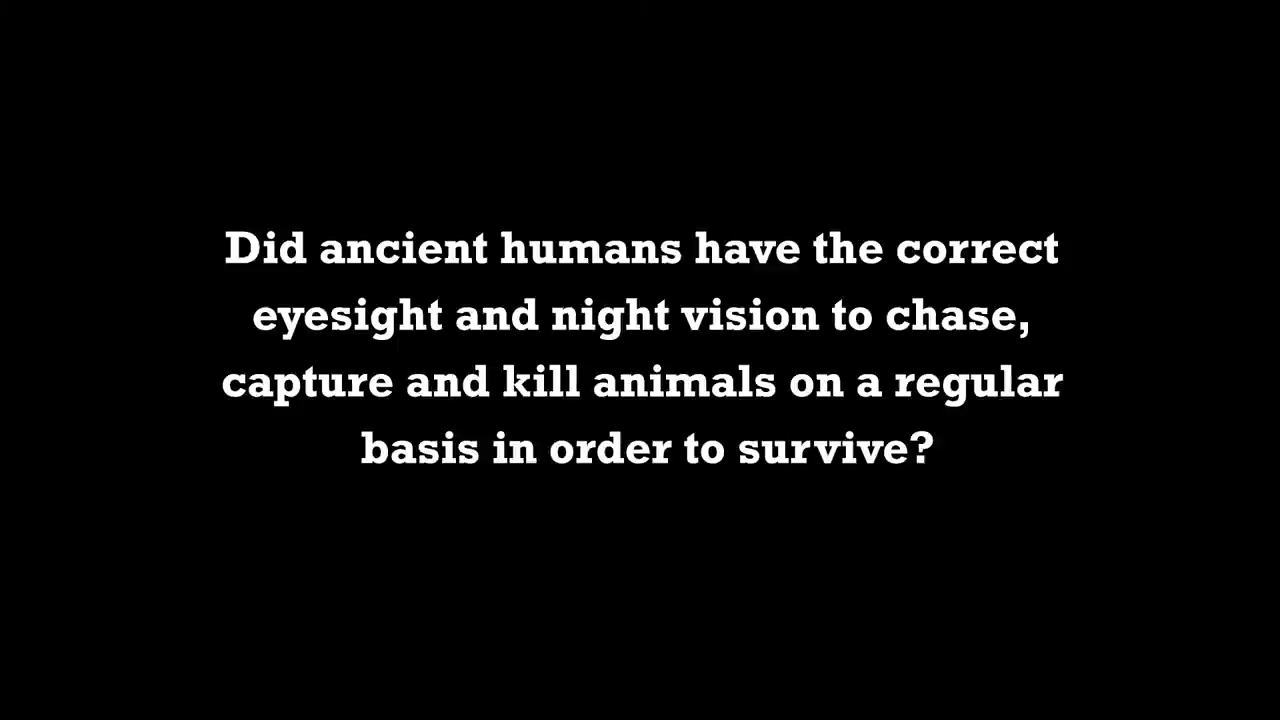 Did ancient humans have the correct
eyesight and night vision to chase,
capture and kill animals on a regular
basis in order to survive?